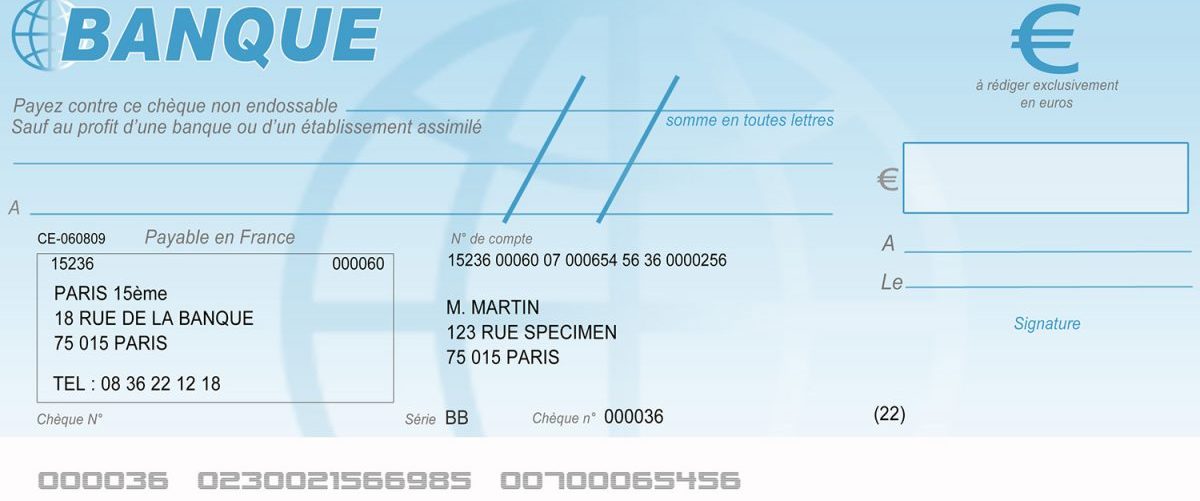 BANQUE
€
à rédiger exclusivement
en euros
Payez contre ce chèque non endossable
Sauf au profit d'une banque ou d'un établissement assimilé
somme en toutes lettres
€
A
A
Le
Signature
CE-060809 Payable en France
15236 000060
PARIS 15ème
18 RUE DE LA BANQUE
75 015 PARIS
TEL : 08 36 22 12 18
N° de compte
15236 00060 07 000654 56 36 0000256
M. MARTIN
123 RUE SPECIMEN
75 015 PARIS
Chèque N° Série BB Chèque n° 000036 (22)
000036 0230021566985 00700065456